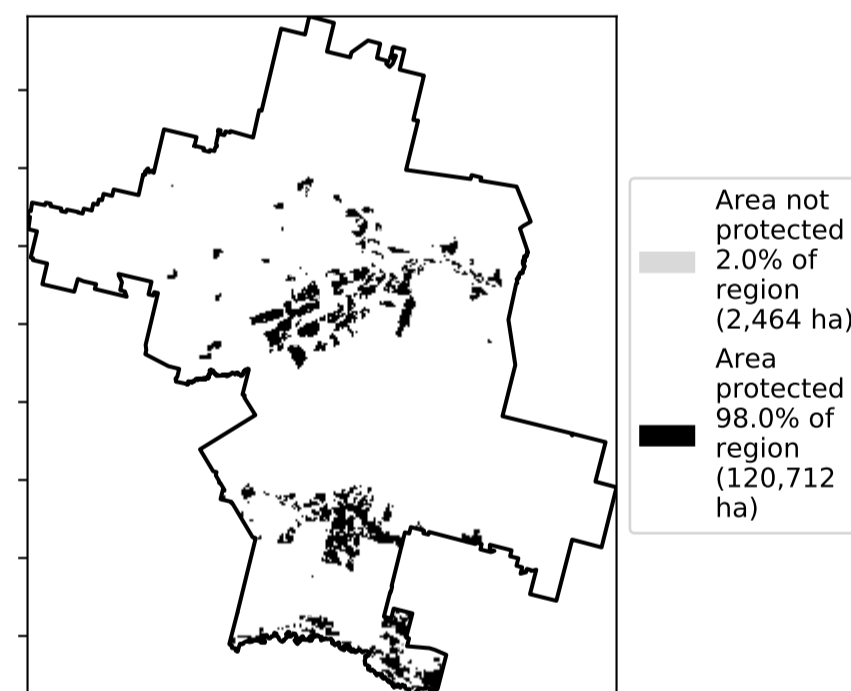 Area not
protected
2.0% of
region
(2,464 ha)
Area
protected
98.0% of
region
(120,712
ha)